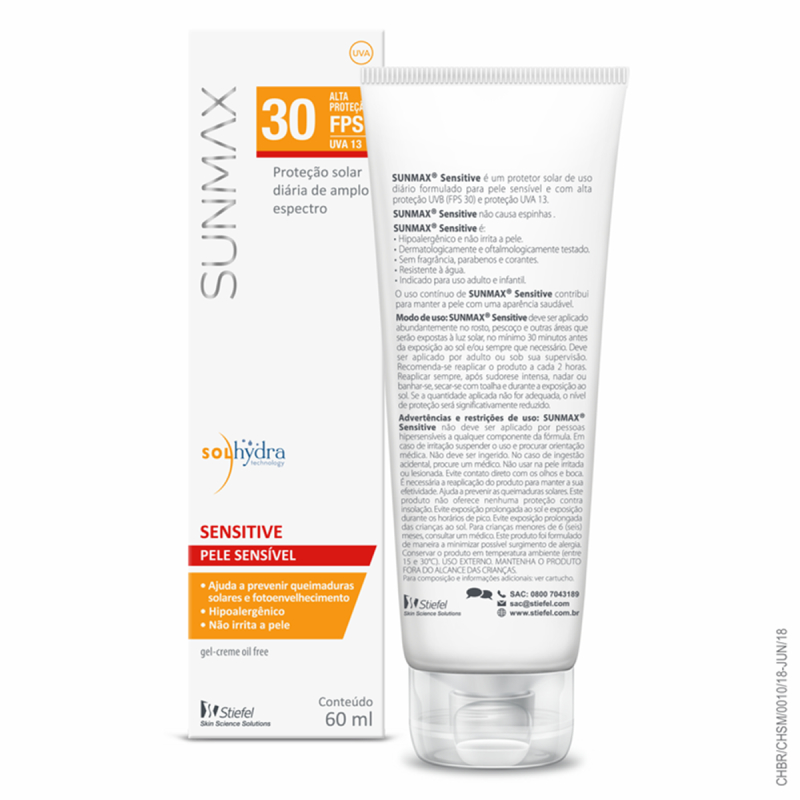 UVA
SUNMAX
30
ALTA
PROTEÇÃ
FPS
UVA 13
Proteção solar
diária de amplo
espectro
SOLhydra
technology
SENSITIVE
PELE SENSÍVEL
• Ajuda a prevenir queimaduras
solares e fotoenvelhecimento
• Hipoalergênico
• Não irrita a pele
gel-creme oil free
Stiefel
Skin Science Solutions
Conteúdo
60 ml
SUNMAX® Sensitive é um protetor solar de uso
diário formulado para pele sensível e com alta
proteção UVB (FPS 30) e proteção UVA 13.
SUNMAX® Sensitive não causa espinhas .
SUNMAX® Sensitive é:
• Hipoalergênico e não irrita a pele.
• Dermatologicamente e oftalmologicamente testado.
• Sem fragrância, parabenos e corantes.
• Resistente à água.
• Indicado para uso adulto e infantil.
O uso contínuo de SUNMAX® Sensitive contribui
para manter a pele com uma aparência saudável.
Modo de uso: SUNMAX® Sensitive deve ser aplicado
abundantemente no rosto, pescoço e outras áreas que
serão expostas à luz solar, no mínimo 30 minutos antes
da exposição ao sol e/ou sempre que necessário. Deve
ser aplicado por adulto ou sob sua supervisão.
Recomenda-se reaplicar o produto a cada 2 horas.
Reaplicar sempre, após sudorese intensa, nadar ou
banhar-se, secar-se com toalha e durante a exposição ao
sol. Se a quantidade aplicada não for adequada, o nível
de proteção será significativamente reduzido.
Advertências e restrições de uso: SUNMAX®
Sensitive não deve ser aplicado por pessoas
hipersensíveis a qualquer componente da fórmula. Em
caso de irritação suspender o uso e procurar orientação
médica. Não deve ser ingerido. No caso de ingestão
acidental, procure um médico. Não usar na pele irritada
ou lesionada. Evite contato direto com os olhos e boca.
É necessária a reaplicação do produto para manter a sua
efetividade. Ajuda a prevenir as queimaduras solares. Este
produto não oferece nenhuma proteção contra
insolação. Evite exposição prolongada ao sol e exposição
durante os horários de pico. Evite exposição prolongada
das crianças ao sol. Para crianças menores de 6 (seis)
meses, consultar um médico. Este produto foi formulado
de maneira a minimizar possível surgimento de alergia.
Conservar o produto em temperatura ambiente (entre
15 e 30°C). USO EXTERNO. MANTENHA O PRODUTO
FORA DO ALCANCE DAS CRIANÇAS.
Para composição e informações adicionais: ver cartucho.
Stiefel
Skin Science Solutions
SAC: 0800 7043189
sac@stiefel.com
www.stiefel.com.br
CHBR/CHSM/0010/18-JUN/18